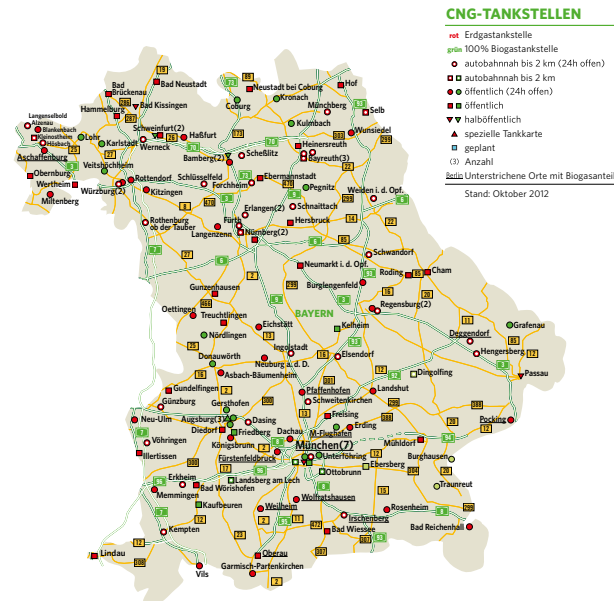 CNG-TANKSTELLEN
rot Erdgastankstelle
grün 100% Biogastankstelle
autobahnnah bis 2 km (24h offen)
autobahnnah bis 2 km
öffentlich (24h offen)
öffentlich
halböffentlich
spezielle Tankkarte
geplant
(3) Anzahl
Berlin Unterstrichene Orte mit Biogasanteil
Stand: Oktober 2012
Bad Neustadt
Bad
Brückenau
Neustadt bei Coburg
Hof
Bad Kissingen
Coburg
Kronach
Münchberg
Selb
Hammelburg
Langenselbold
Alzenau
Blankenbach
Kleinostheim
Hösbach
Aschaffenburg
Lohr
Karlstadt
Schweinfurt(2)
Werneck
Haßfurt
Kulmbach
Wunsiedel
Scheßlitz
Bamberg(2)
Heinersreuth
Bayreuth(3)
Obernburg
Wertheim
Miltenberg
Veitshöchheim
Würzburg(2)
Rottendorf
Kitzingen
Schlüsselfeld
Forchheim
Ebermannstadt
Pegnitz
Weiden i. d. Opf.
Schnaittach
Erlangen(2)
Rothenburg
ob der Tauber
Langenzenn
Fürth
Nürnberg(2)
Hersbruck
Schwandorf
Neumarkt i. d. Opf.
Roding
Cham
Burglengenfeld
Gunzenhausen
Regensburg(2)
Oettingen
Treuchtlingen
BAYERN
Eichstätt
Kelheim
Grafenau
Deggendorf
Nördlingen
Ingolstadt
Elsendorf
Hengersberg
Donauwörth
Neuburg a. d. D.
Asbach-Bäumenheim
Dingolfing
Passau
Gundelfingen
Pfaffenhofen
Landshut
Günzburg
Schweitenkirchen
Gersthofen
Freising
Neu-Ulm
Augsburg(3)
Dasing
Pocking
Diedorf
Friedberg
Dachau
M-Flughafen
Erding
Vöhringen
Königsbrunn
München(7)
Mühldorf
Illertissen
Fürstenfeldbruck
Unterföhring
Burghausen
Ebersberg
Ottobrunn
Erkheim
Landsberg am Lech
Bad Wörishofen
Traunreut
Memmingen
Wolfratshausen
Kaufbeuren
Weilheim
Rosenheim
Irschenberg
Bad Reichenhall
Kempten
Bad Wiessee
Lindau
Oberau
Vils
Garmisch-Partenkirchen